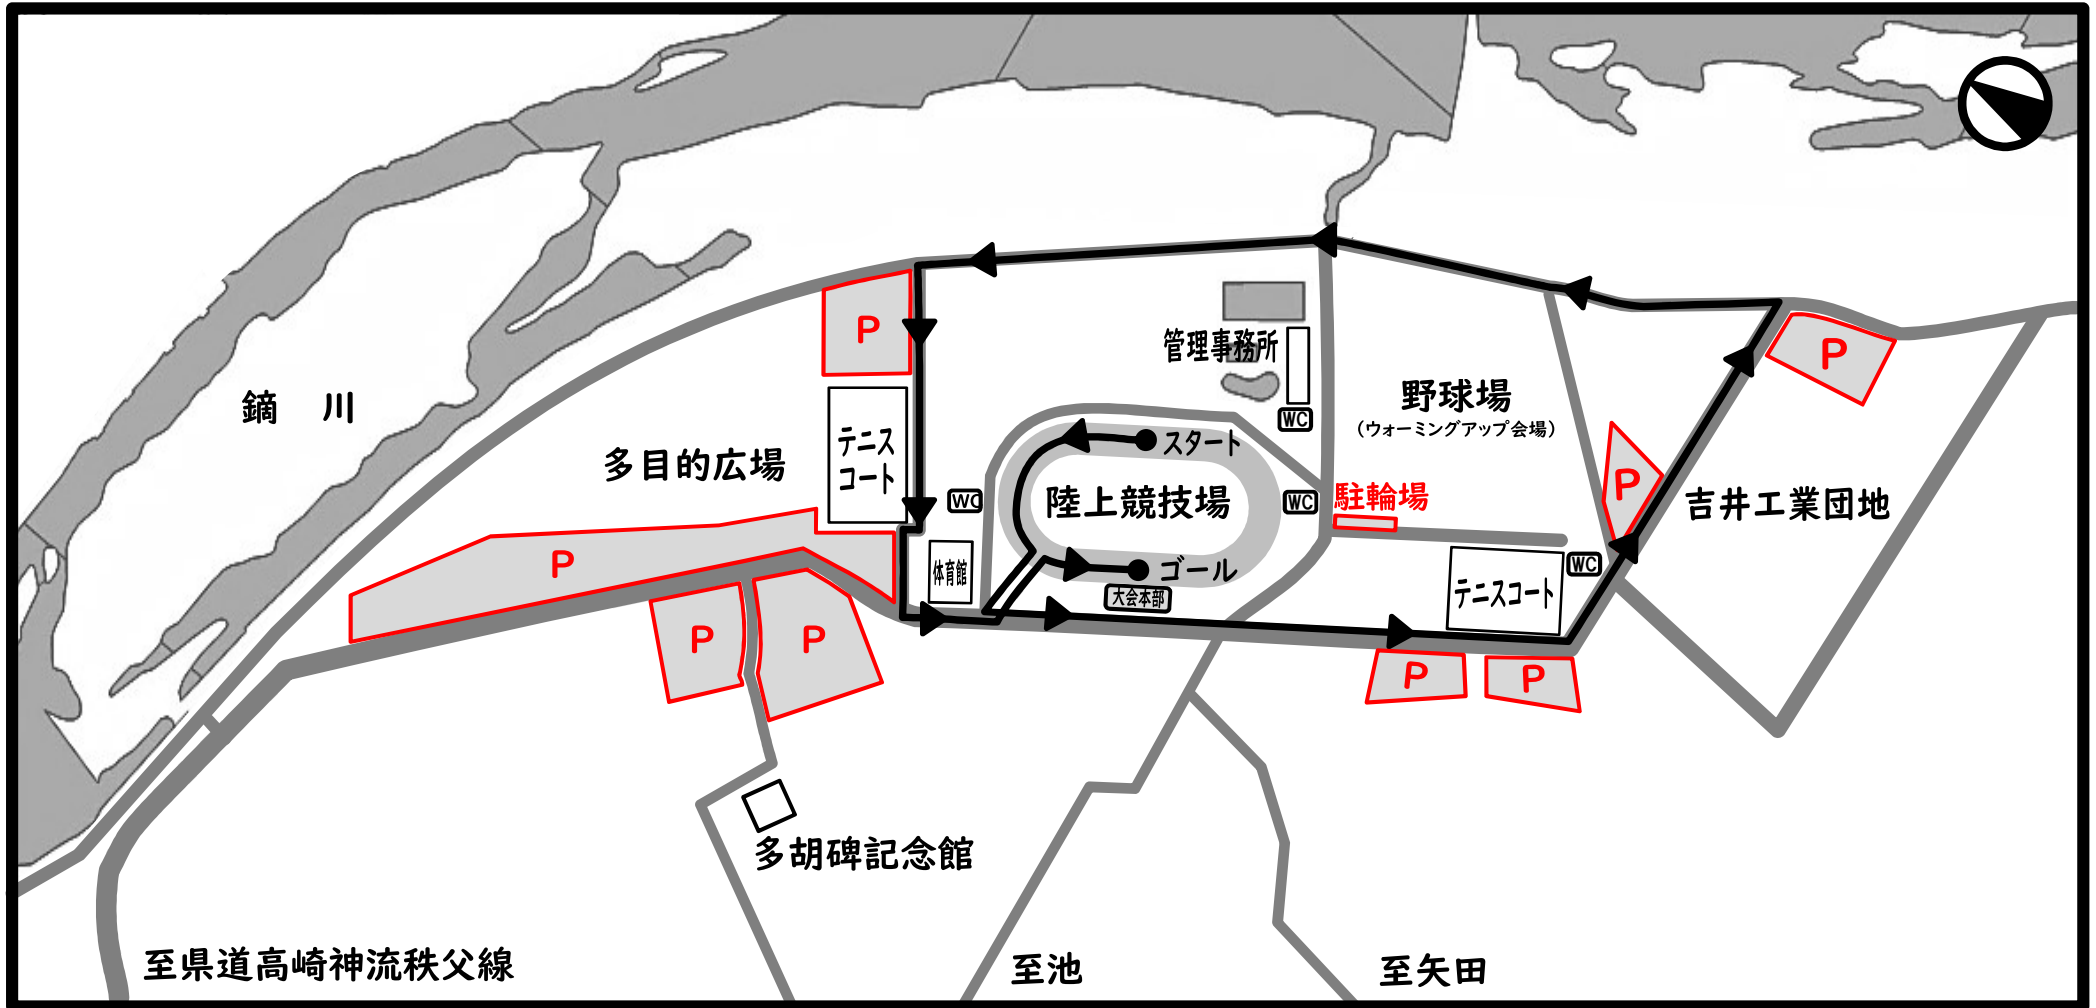 P
管理事務所
P
鏑 川
野球場
(ウォーミングアップ会場)
WC
テニス
コート
スタート
多目的広場
P
WC
陸上競技場
WC
駐輪場
吉井工業団地
P
体育館
ゴール
WC
大会本部
テニスコート
P
P
P
P
多胡碑記念館
至県道高崎神流秩父線
至池
至矢田